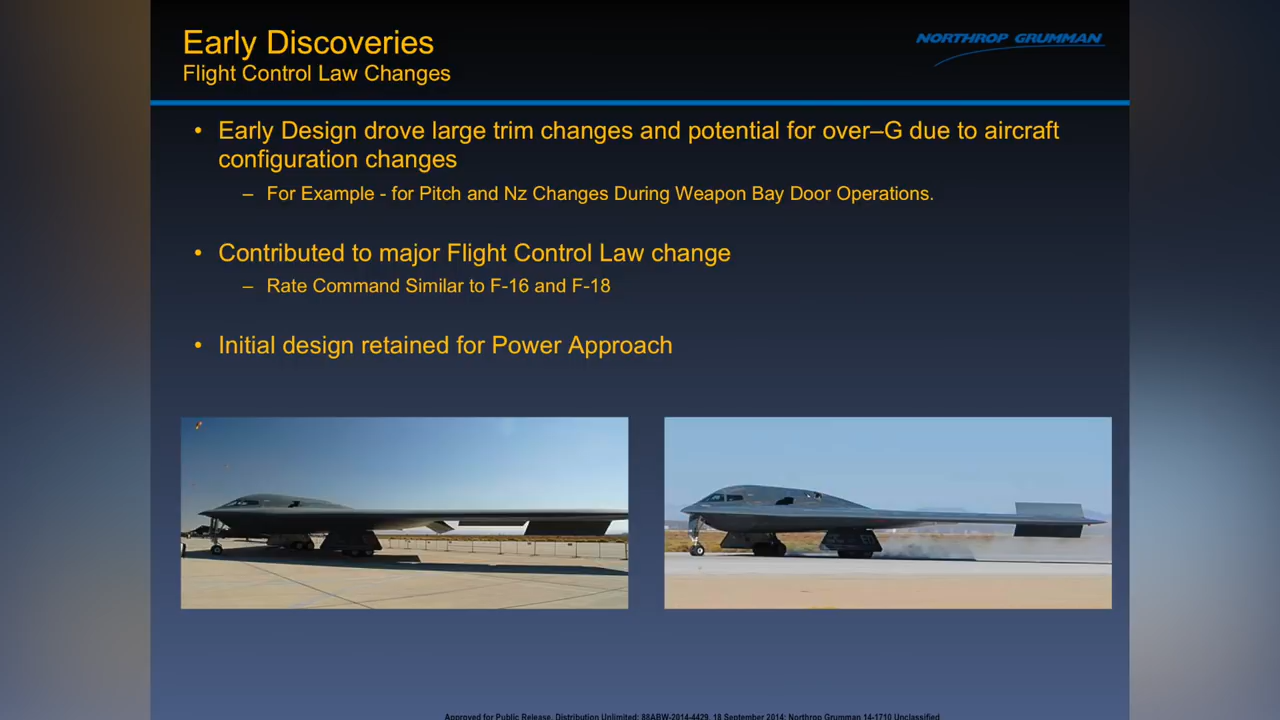 Early Discoveries
NORTHROP GRUMMAN
Flight Control Law Changes
• Early Design drove large trim changes and potential for over–G due to aircraft
configuration changes
– For Example - for Pitch and Nz Changes During Weapon Bay Door Operations.
• Contributed to major Flight Control Law change
– Rate Command Similar to F-16 and F-18
• Initial design retained for Power Approach
Approved for Public Release, Distribution Unlimited: 88ABW-2014-4429, 18 September 2014; Northrop Grumman 14-1710 Unclassified